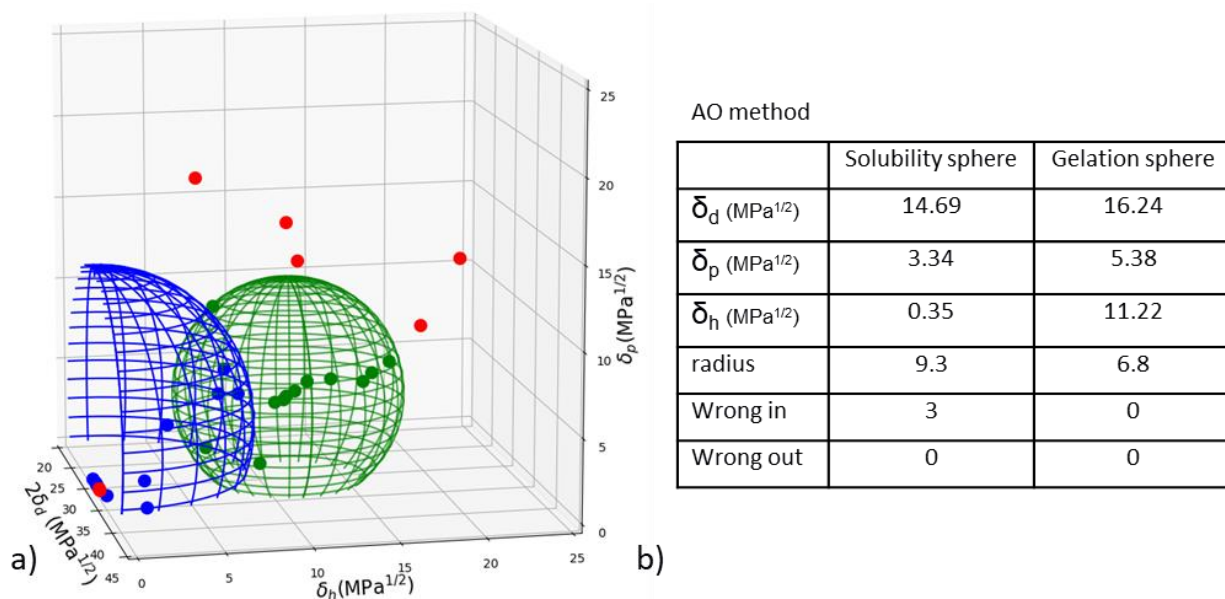 25
20
15
10
5
0
δp(MPa1/2)
20
25
30
35
40
45
2δd (MPa1/2)
0
5
10
15
20
25
δh(MPa1/2)
a)
b)
AO method
Solubility sphere Gelation sphere
δd (MPa1/2) 14.69 16.24
δp (MPa1/2) 3.34 5.38
δh (MPa1/2) 0.35 11.22
radius 9.3 6.8
Wrong in 3 0
Wrong out 0 0